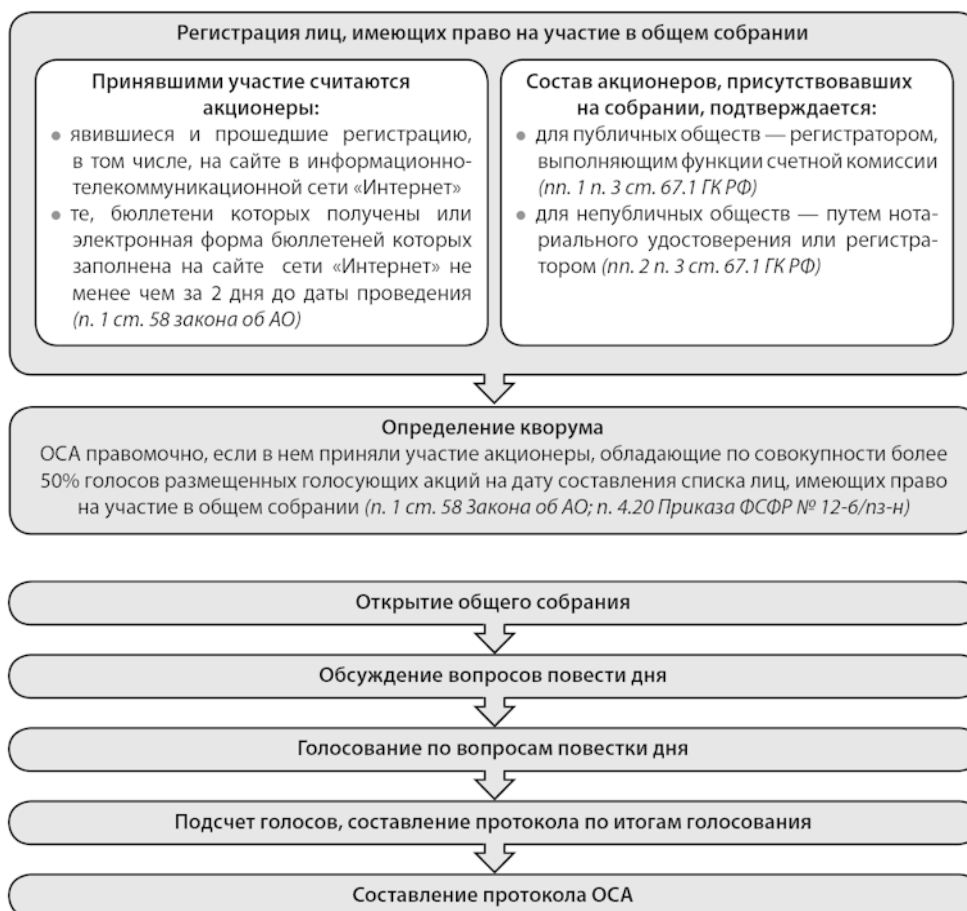 Регистрация лиц, имеющих право на участие в общем собрании
Принявшими участие считаются
акционеры:
• явившиеся и прошедшие регистрацию,
в том числе, на сайте в информационно-
телекоммуникационной сети «Интернет»
• те, бюллетени которых получены или
электронная форма бюллетеней которых
заполнена на сайте сети «Интернет» не
менее чем за 2 дня до даты проведения
(п. 1 ст. 58 закона об АО)
Состав акционеров, присутствовавших
на собрании, подтверждается:
• для публичных обществ — регистратором,
выполняющим функции счетной комиссии
(пп. 1 п. 3 ст. 67.1 ГК РФ)
• для непубличных обществ — путем нота-
риального удостоверения или регистра-
тором (пп. 2 п. 3 ст. 67.1 ГК РФ)
Определение кворума
ОСА правомочно, если в нем приняли участие акционеры, обладающие по совокупности более
50% голосов размещенных голосующих акций на дату составления списка лиц, имеющих право
на участие в общем собрании (п. 1 ст. 58 Закона об АО; п. 4.20 Приказа ФСФР № 12-6/пз-н)
Открытие общего собрания
Обсуждение вопросов повести дня
Голосование по вопросам повестки дня
Подсчет голосов, составление протокола по итогам голосования
Составление протокола ОСА